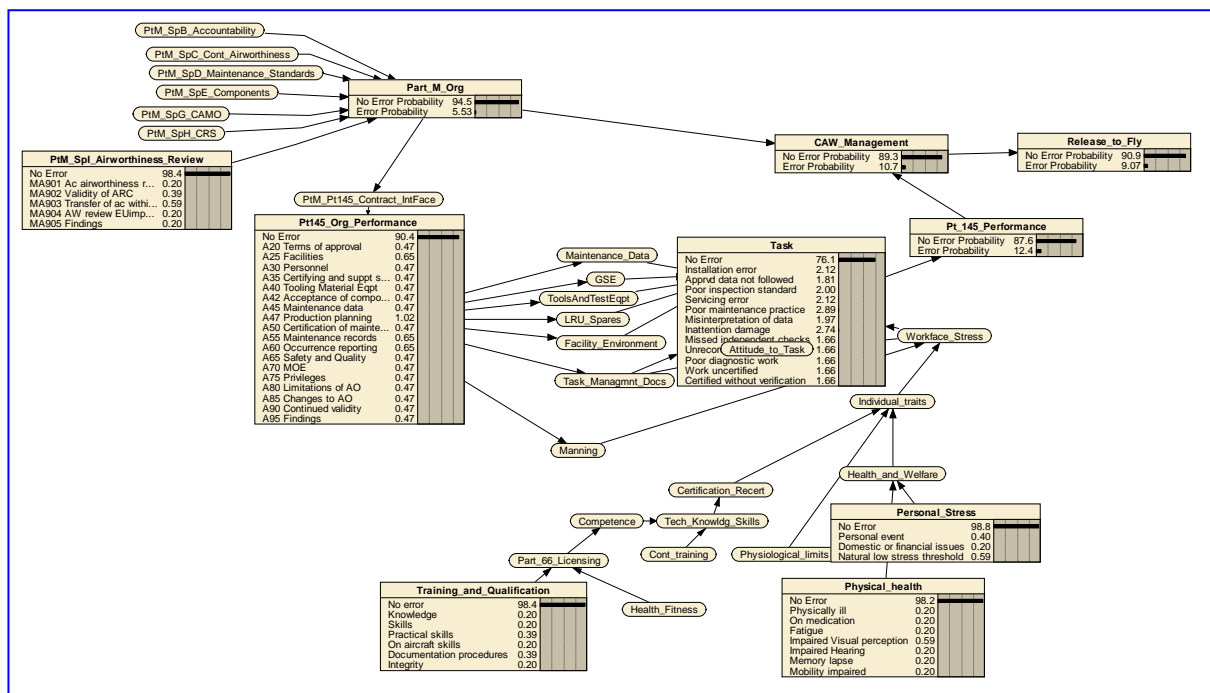 PtM_SpB_Accountability
PtM_SpC_Cont_Airworthiness
PtM_SpD_Maintenance_Standards
PtM_SpE_Components
PtM_SpG_CAMO
PtM_SpH_CRS
Part_M_Org
No Error Probability 94.5
Error Probability 5.53
PtM_SpI_Airworthiness_Review
No Error 98.4
MA901 Ac airworthiness r... 0.20
MA902 Validity of ARC 0.39
MA903 Transfer of ac withi... 0.59
MA904 AW review EUimp... 0.20
MA905 Findings 0.20
CAW_Management
No Error Probability 89.3
Error Probability 10.7
Release_to_Fly
No Error Probability 90.9
Error Probability 9.07
PtM_Pt145_Contract_IntFace
Pt145_Org_Performance
No Error 90.4
A20 Terms of approval 0.47
A25 Facilities 0.65
A30 Personnel 0.47
A35 Certifying and suppt s... 0.47
A40 Tooling Material Eqpt 0.47
A42 Acceptance of compo... 0.47
A45 Maintenance data 0.47
A47 Production planning 1.02
A50 Certification of mainte... 0.47
A55 Maintenance records 0.65
A60 Occurrence reporting 0.65
A65 Safety and Quality 0.47
A70 MOE 0.47
A75 Privileges 0.47
A80 Limitations of AO 0.47
A85 Changes to AO 0.47
A90 Continued validity 0.47
A95 Findings 0.47
Pt_145_Performance
No Error Probability 87.6
Error Probability 12.4
Maintenance_Data
GSE
ToolsAndTestEqpt
LRU_Spares
Facility_Environment
Task_Managmnt_Docs
Manning
Task
No Error 76.1
Installation error 2.12
Apprvd data not followed 1.81
Poor inspection standard 2.00
Servicing error 2.12
Poor maintenance practice 2.89
Misinterpretation of data 1.97
Inattention damage 2.74
Missed independent checks 1.66
Unrecor 1.66
Attitude_to_Task
Poor diagnostic work 1.66
Work uncertified 1.66
Certified without verification 1.66
Workface_Stress
Individual_traits
Health_and_Welfare
Certification_Recert
Competence
Tech_Knowldg_Skills
Cont_training
Physiological_limits
Part_66_Licensing
Health_Fitness
Personal_Stress
No Error 98.8
Personal event 0.40
Domestic or financial issues 0.20
Natural low stress threshold 0.59
Training_and_Qualification
No error 98.4
Knowledge 0.20
Skills 0.20
Practical skills 0.39
On aircraft skills 0.20
Documentation procedures 0.39
Integrity 0.20
Physical_health
No Error 98.2
Physically ill 0.20
On medication 0.20
Fatigue 0.20
Impaired Visual perception 0.59
Impaired Hearing 0.20
Memory lapse 0.20
Mobility impaired 0.20